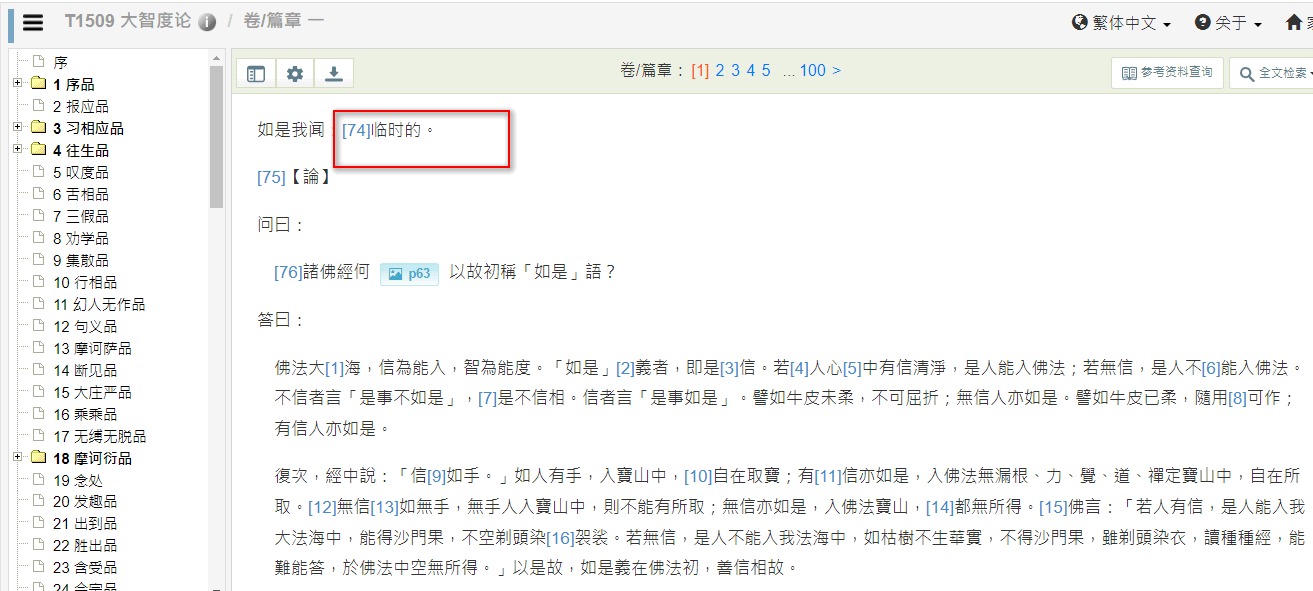 T1509 大智度论 / 卷/篇章 一
繁体中文 关于
序
1 序品
2 报应品
3 习相应品
4 往生品
5 叹度品
6 舌相品
7 三假品
8 劝学品
9 集散品
10 行相品
11 幻人无作品
12 句义品
13 摩诃萨品
14 断见品
15 大庄严品
16 乘乘品
17 无缚无脱品
18 摩诃衍品
19 念处
20 发趣品
21 出到品
22 胜出品
23 含受品
24 会宗品
卷/篇章： [1] 2 3 4 5 ... 100 >
参考资料查询 全文检索
如是我闻：[74]临时的。
[75]【論】
问曰：
[76]諸佛經何 p63 以故初稱「如是」語？
答曰：
佛法大[1]海，信為能入，智為能度。「如是」[2]義者，即是[3]信。若[4]人心[5]中有信清淨，是人能入佛法；若無信，是人不[6]能入佛法。
不信者言「是事不如是」，[7]是不信相。信者言「是事如是」。譬如牛皮未柔，不可屈折；無信人亦如是。譬如牛皮已柔，隨用[8]可作；
有信人亦如是。
復次，經中說：「信[9]如手。」如人有手，入寶山中，[10]自在取寶；有[11]信亦如是，入佛法無漏根、力、覺、道、禪定寶山中，自在所
取。[12]無信[13]如無手，無手人入寶山中，則不能有所取；無信亦如是，入佛法寶山，[14]都無所得。[15]佛言：「若人有信，是人能入我
大法海中，能得沙門果，不空剃頭染[16]袈裟。若無信，是人不能入我法海中，如枯樹不生華實，不得沙門果，雖剃頭染衣，讀種種經，能
難能答，於佛法中空無所得。」以是故，如是義在佛法初，善信相故。